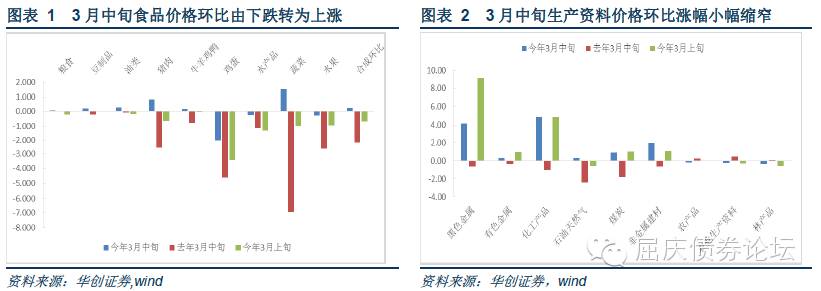 图表 1 3月中旬食品价格环比由下跌转为上涨
粮食
豆制品
油类
猪肉
牛羊鸡鸭
鸡蛋
水产品
蔬菜
水果
合成环比
2.000
1.000
0.000
-1.000
-2.000
-3.000
-4.000
-5.000
-6.000
-7.000
-8.000
今年3月中旬 去年3月中旬 今年3月上旬
资料来源：华创证券,wind
图表 2 3月中旬生产资料价格环比涨幅小幅缩窄
今年3月中旬 去年3月中旬 今年3月上旬
10.00
8.00
6.00
4.00
2.00
0.00
-2.00
-4.00
黑色金属
有色金属
化工产品
石油天然气
煤炭
非金属建材
农产品
生产资料
林产品
屈庆债券论坛
资料来源：华创证券，wind